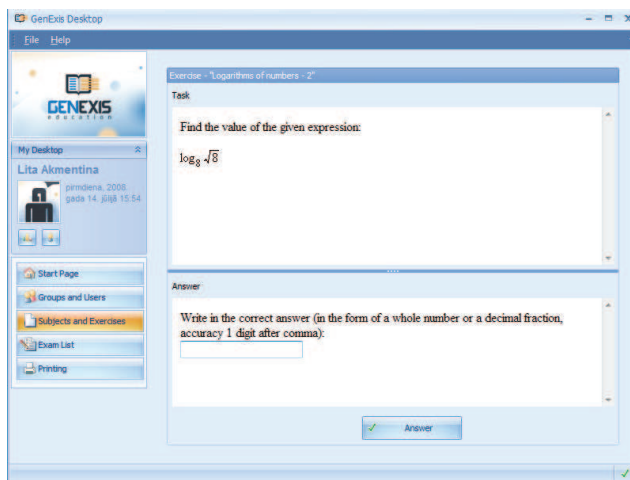 GenExis Desktop
File Help
GENEXIS
education
My Desktop
Lita Akmentina
pirmdiena, 2008.
gada 14. jūlijā 15:54
Start Page
Groups and Users
Subjects and Exercises
Exam List
Printing
Exercise - "Logarithms of numbers - 2"
Task
Find the value of the given expression:
log₈ √8
Answer
Write in the correct answer (in the form of a whole number or a decimal fraction,
accuracy 1 digit after comma):
Answer